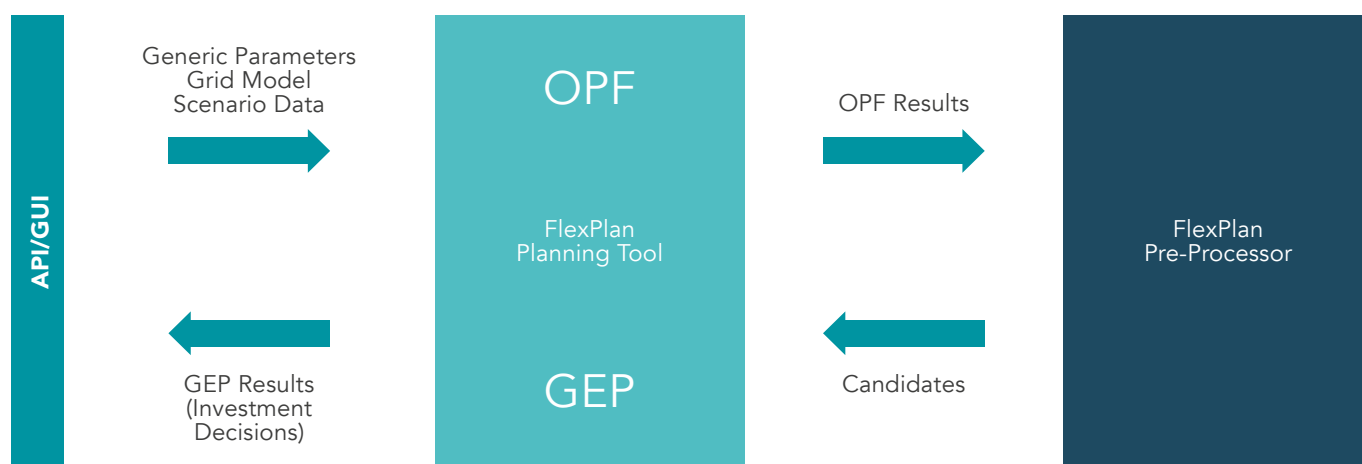 API/GUI
Generic Parameters
Grid Model
Scenario Data
GEP Results
(Investment
Decisions)
OPF
FlexPlan
Planning Tool
GEP
OPF Results
Candidates
FlexPlan
Pre-Processor